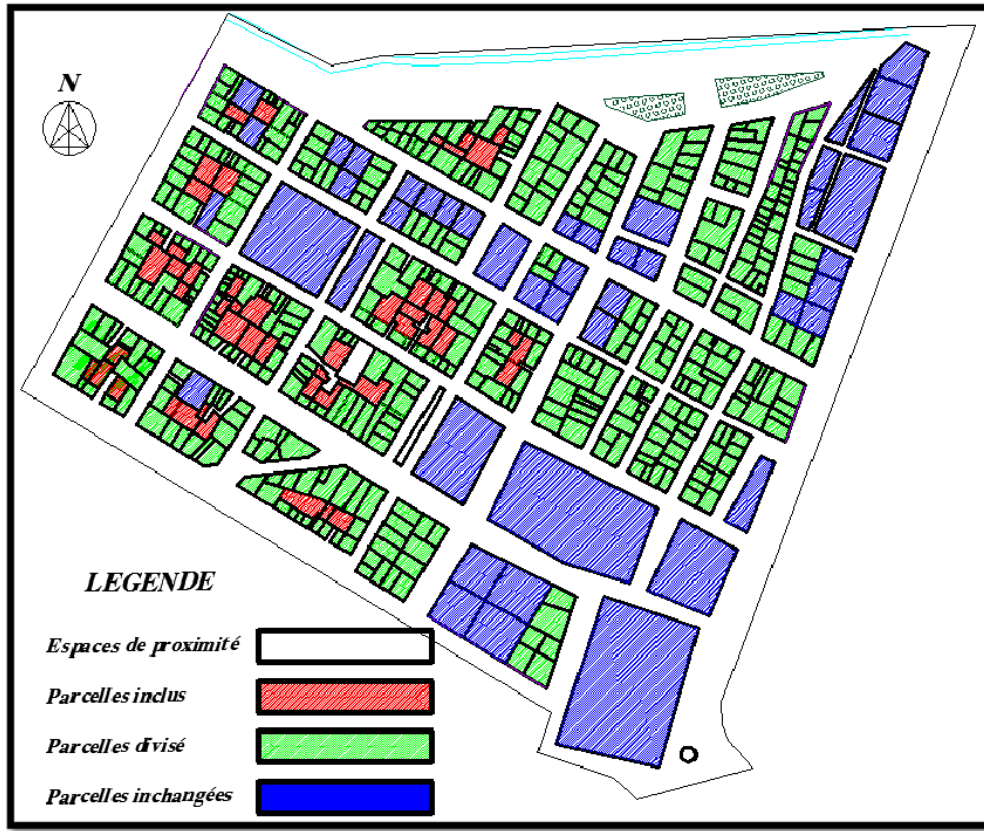 N
LEGENDE
Espaces de proximité
Parcelles inclus
Parcelles divisé
Parcelles inchangées